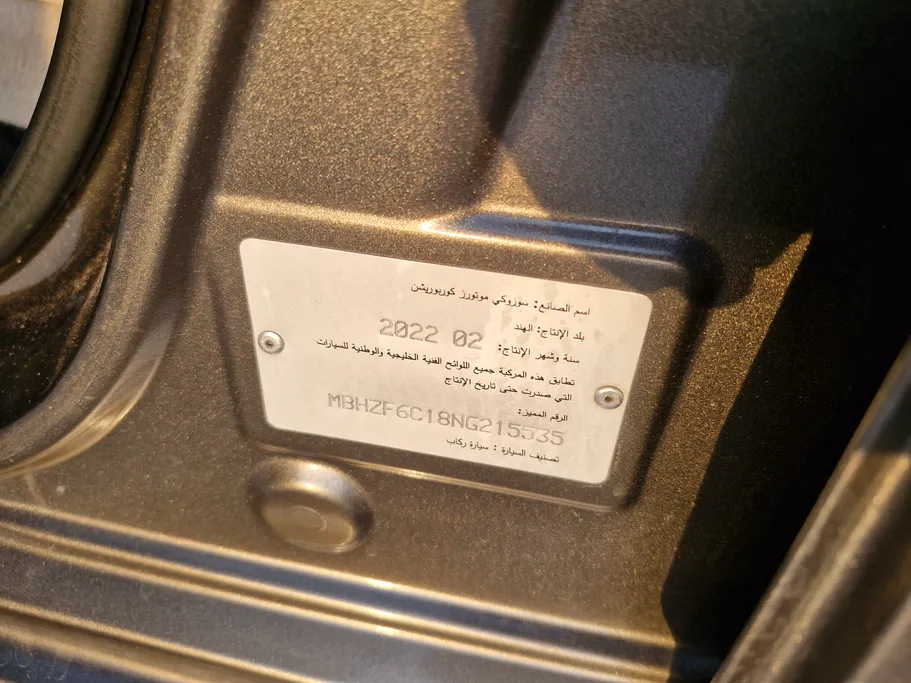 اسم الصانع: سوزوكي موتورز كوربوريشن
بلد الإنتاج: الهند
سنة وشهر الإنتاج: 2022 02
تطابق هذه المركبة جميع اللوائح الفنية الخليجية والوطنية للسيارات
التي صدرت حتى تاريخ الإنتاج
الرقم المميز:
MBHZF6C18NG215535
تصنيف السيارة : سيارة ركاب